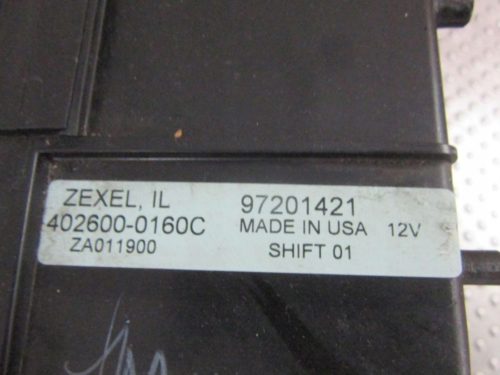 ZEXEL, IL 97201421
402600-0160C MADE IN USA 12V
ZA011900 SHIFT 01